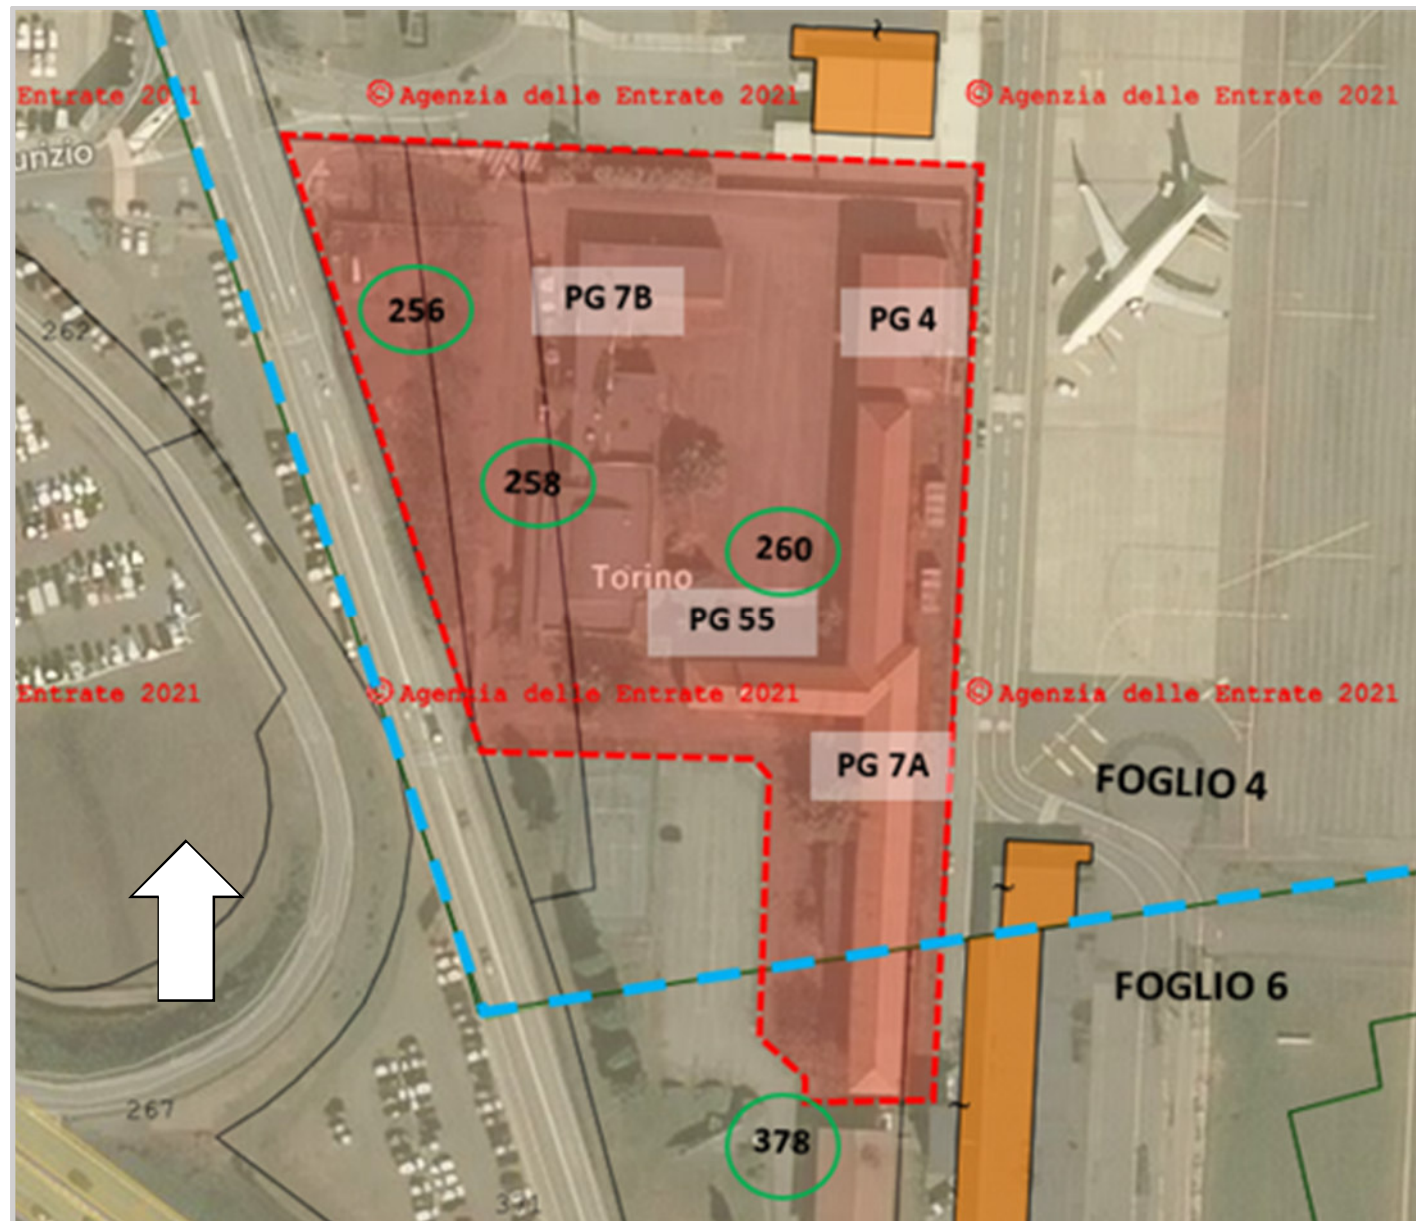 Entrate 2021
© Agenzia delle Entrate 2021
© Agenzia delle Entrate 2021
urizio
PG 7B
256
PG 4
262
258
260
Torino
PG 55
Entrate 2021
© Agenzia delle Entrate 2021
© Agenzia delle Entrate 2021
PG 7A
FOGLIO 4
FOGLIO 6
267
378